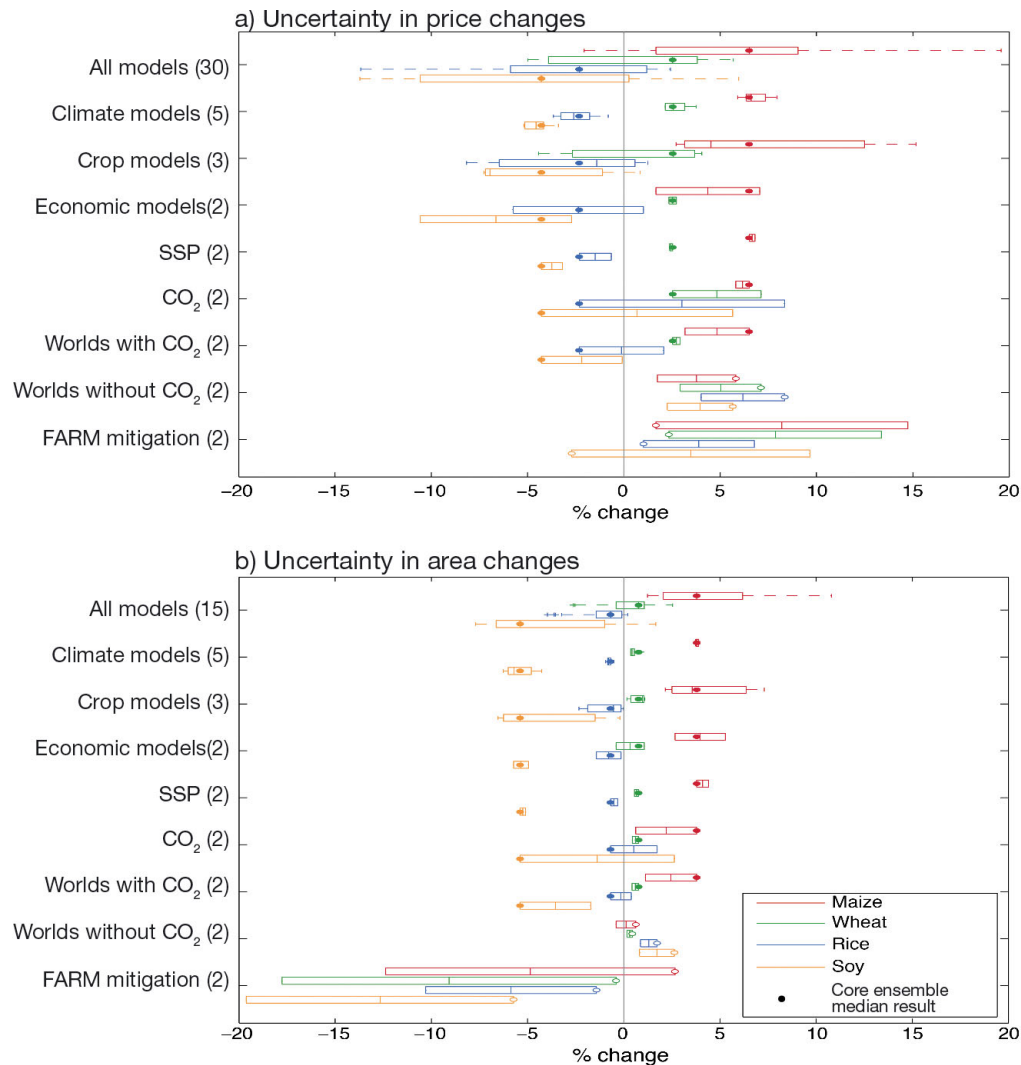 a) Uncertainty in price changes
All models (30)
Climate models (5)
Crop models (3)
Economic models(2)
SSP (2)
CO₂ (2)
Worlds with CO₂ (2)
Worlds without CO₂ (2)
FARM mitigation (2)
−20 −15 −10 −5 0 5 10 15 20
% change
b) Uncertainty in area changes
All models (15)
Climate models (5)
Crop models (3)
Economic models(2)
SSP (2)
CO₂ (2)
Worlds with CO₂ (2)
Worlds without CO₂ (2)
FARM mitigation (2)
Maize
Wheat
Rice
Soy
Core ensemble
median result
−20 −15 −10 −5 0 5 10 15 20
% change